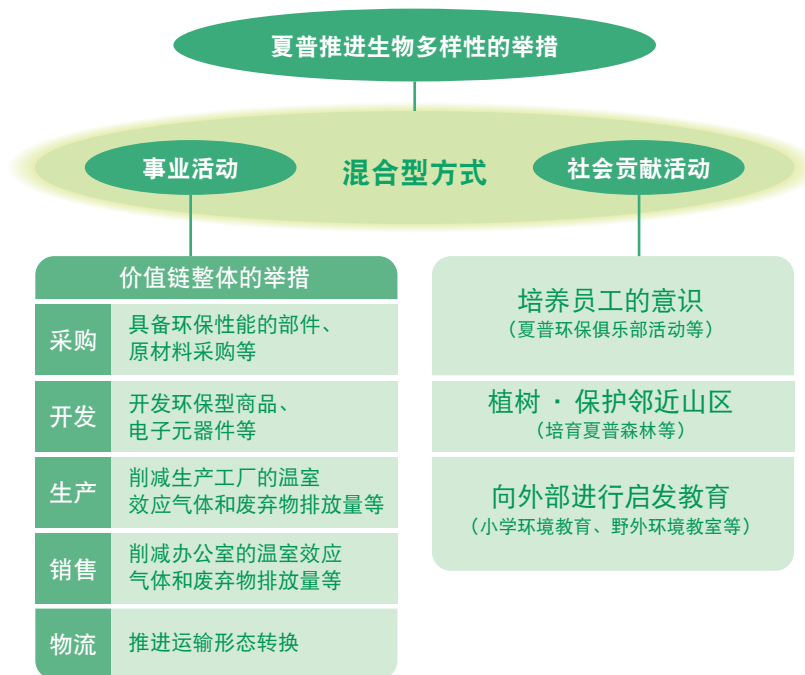 夏普推进生物多样性的举措
事业活动
混合型方式
社会贡献活动
价值链整体的举措
采购
具备环保性能的部件、
原材料采购等
开发
开发环保型商品、
电子元器件等
生产
削减生产工厂的温室
效应气体和废弃物排放量等
销售
削减办公室的温室效应
气体和废弃物排放量等
物流
推进运输形态转换
培养员工的意识
（夏普环保俱乐部活动等）
植树 · 保护邻近山区
（培育夏普森林等）
向外部进行启发教育
（小学环境教育、野外环境教室等）